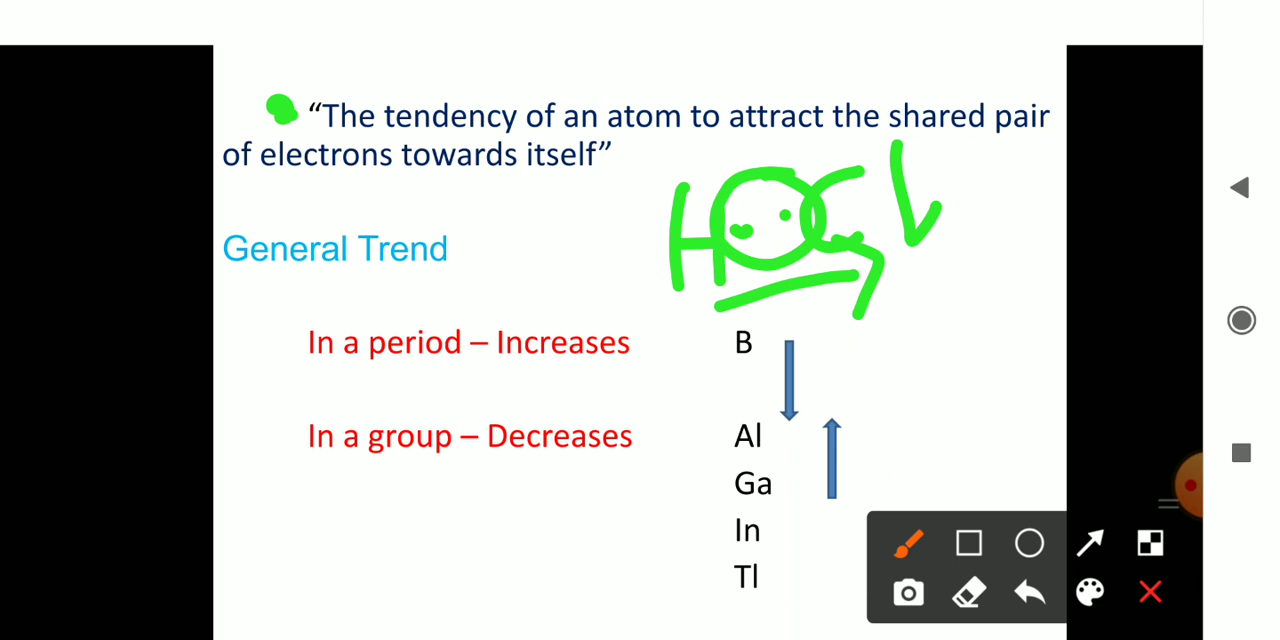 “The tendency of an atom to attract the shared pair
of electrons towards itself”
H Cl
General Trend
In a period – Increases B
In a group – Decreases Al
Ga
In
Tl